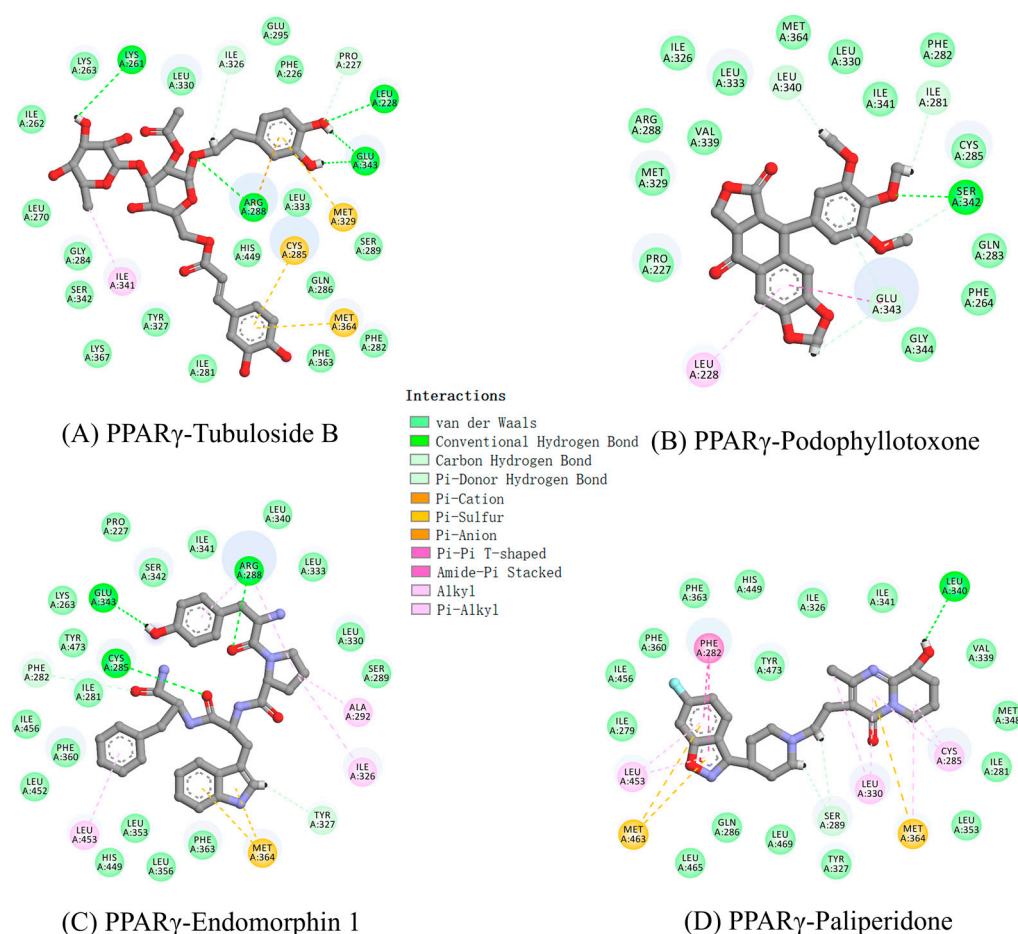 GLU
A:295
LYS
A:261
ILE
A:326
PRO
A:227
LYS
A:263
LEU
A:330
PHE
A:226
LEU
A:228
ILE
A:262
GLU
A:343
ARG
A:288
LEU
A:333
MET
A:329
LEU
A:270
HIS
A:449
CYS
A:285
SER
A:289
GLY
A:284
ILE
A:341
GLN
A:286
SER
A:342
TYR
A:327
MET
A:364
LYS
A:367
ILE
A:281
PHE
A:363
PHE
A:282
(A) PPARγ-Tubuloside B
MET
A:364
ILE
A:326
LEU
A:330
PHE
A:282
LEU
A:333
LEU
A:340
ILE
A:341
ILE
A:281
ARG
A:288
VAL
A:339
CYS
A:285
MET
A:329
SER
A:342
PRO
A:227
GLN
A:283
GLU
A:343
PHE
A:264
GLY
A:344
LEU
A:228
(B) PPARγ-Podophyllotoxone
Interactions
van der Waals
Conventional Hydrogen Bond
Carbon Hydrogen Bond
Pi-Donor Hydrogen Bond
Pi-Cation
Pi-Sulfur
Pi-Anion
Pi-Pi T-shaped
Amide-Pi Stacked
Alkyl
Pi-Alkyl
LEU
A:340
PRO
A:227
ILE
A:341
SER
A:342
ARG
A:288
LEU
A:333
LYS
A:263
GLU
A:343
TYR
A:473
CYS
A:285
LEU
A:330
PHE
A:282
ILE
A:281
SER
A:289
ILE
A:456
ALA
A:292
PHE
A:360
LEU
A:452
ILE
A:326
LEU
A:453
LEU
A:353
PHE
A:363
MET
A:364
TYR
A:327
HIS
A:449
LEU
A:356
(C) PPARγ-Endomorphin 1
PHE
A:363
HIS
A:449
ILE
A:326
ILE
A:341
LEU
A:340
PHE
A:360
PHE
A:282
TYR
A:473
VAL
A:339
ILE
A:456
MET
A:348
ILE
A:279
CYS
A:285
ILE
A:281
LEU
A:453
LEU
A:330
MET
A:463
GLN
A:286
SER
A:289
MET
A:364
LEU
A:353
LEU
A:465
LEU
A:469
TYR
A:327
(D) PPARγ-Paliperidone